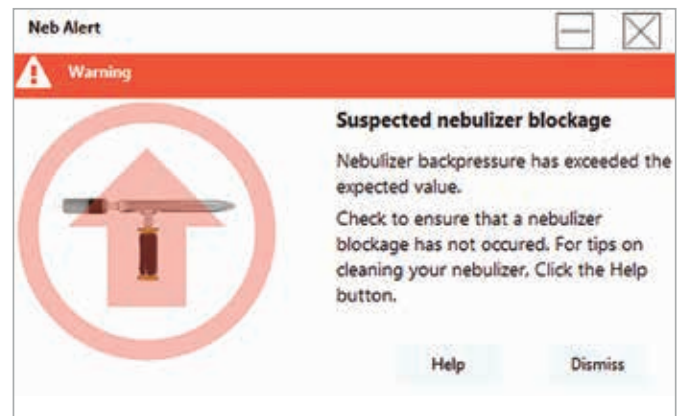 Neb Alert
Warning
Suspected nebulizer blockage
Nebulizer backpressure has exceeded the
expected value.
Check to ensure that a nebulizer
blockage has not occured. For tips on
cleaning your nebulizer, Click the Help
button.
Help
Dismiss